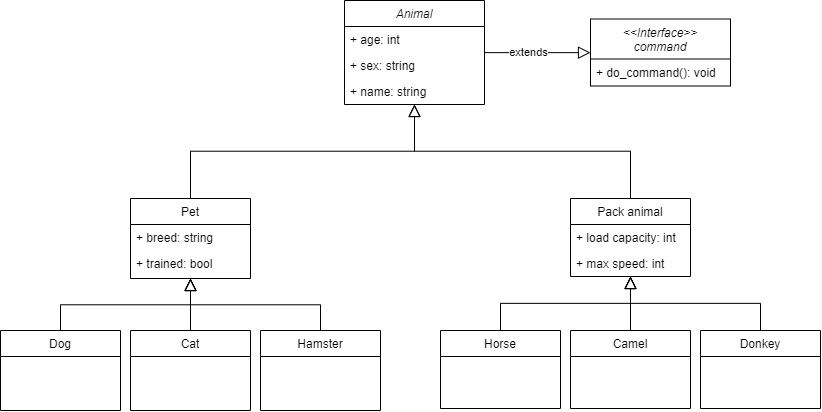 Animal
+ age: int
+ sex: string
+ name: string
extends
<<Interface>>
command
+ do_command(): void
Pet
+ breed: string
+ trained: bool
Pack animal
+ load capacity: int
+ max speed: int
Dog
Cat
Hamster
Horse
Camel
Donkey